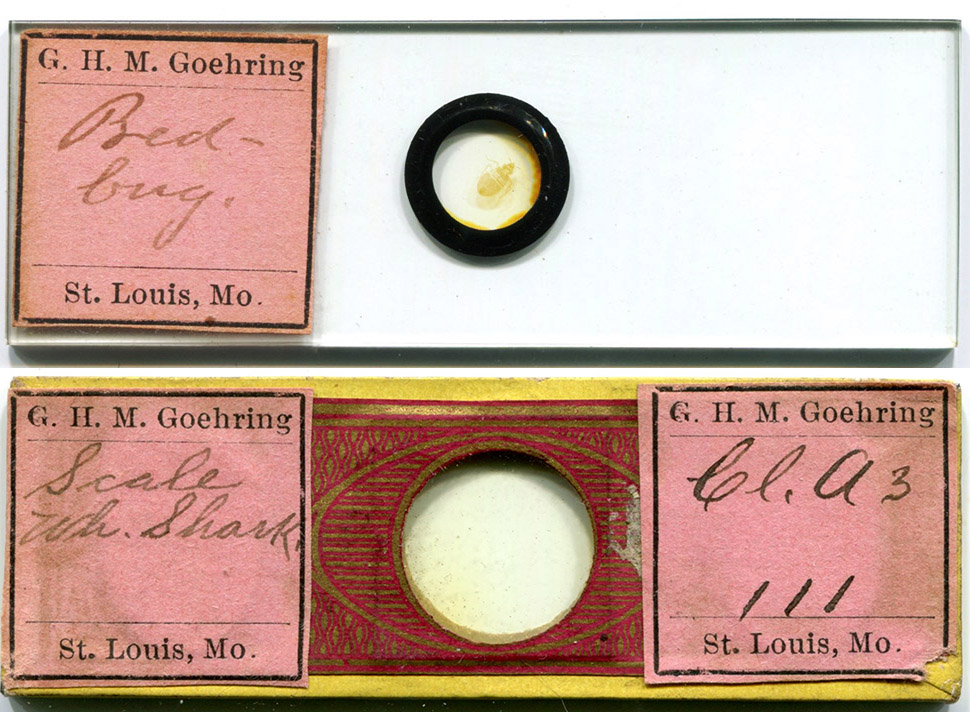 G. H. M. Goehring
Bed-
bug.
St. Louis, Mo.
G. H. M. Goehring
Scale
Wh. Shark.
St. Louis, Mo.
G. H. M. Goehring
Cl. A 3
111
St. Louis, Mo.